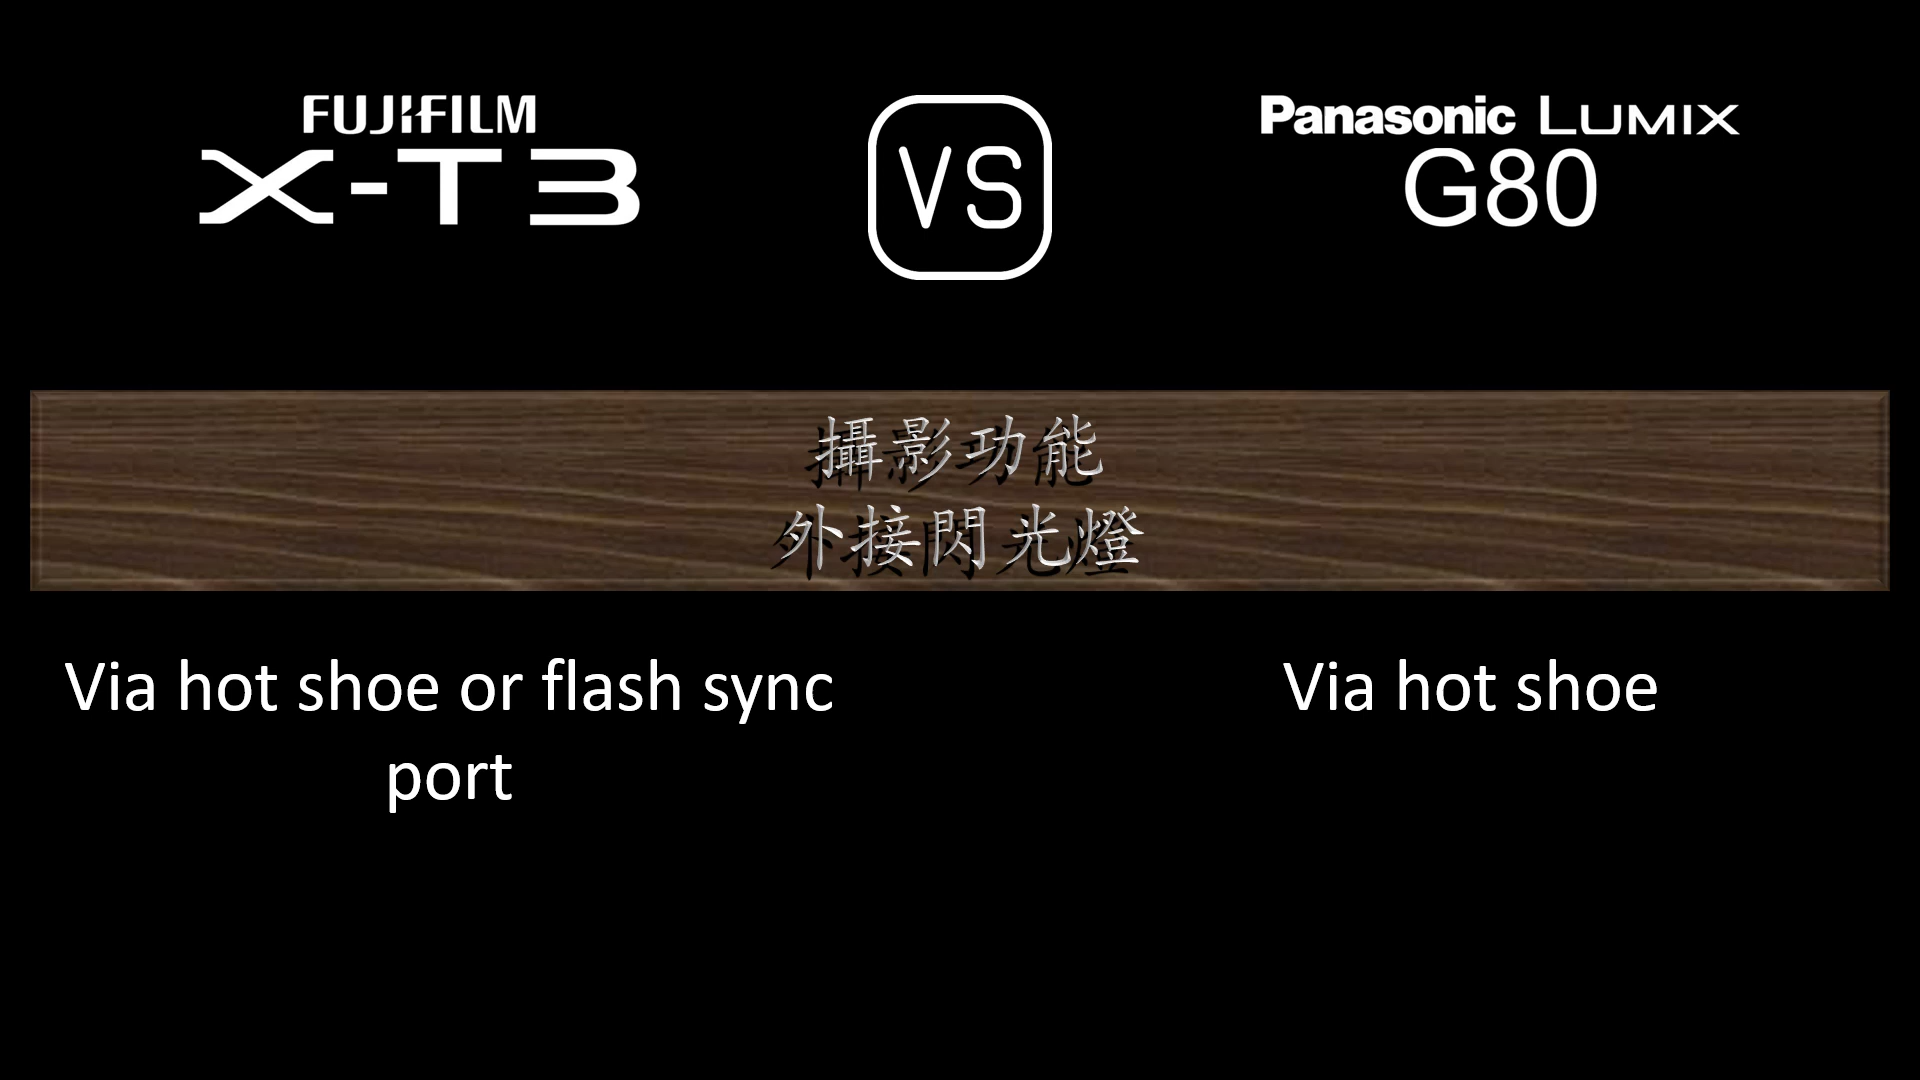 FUJIFILM
X-T3
VS
Panasonic LUMIX
G80
攝影功能
外接閃光燈
Via hot shoe or flash sync
port
Via hot shoe